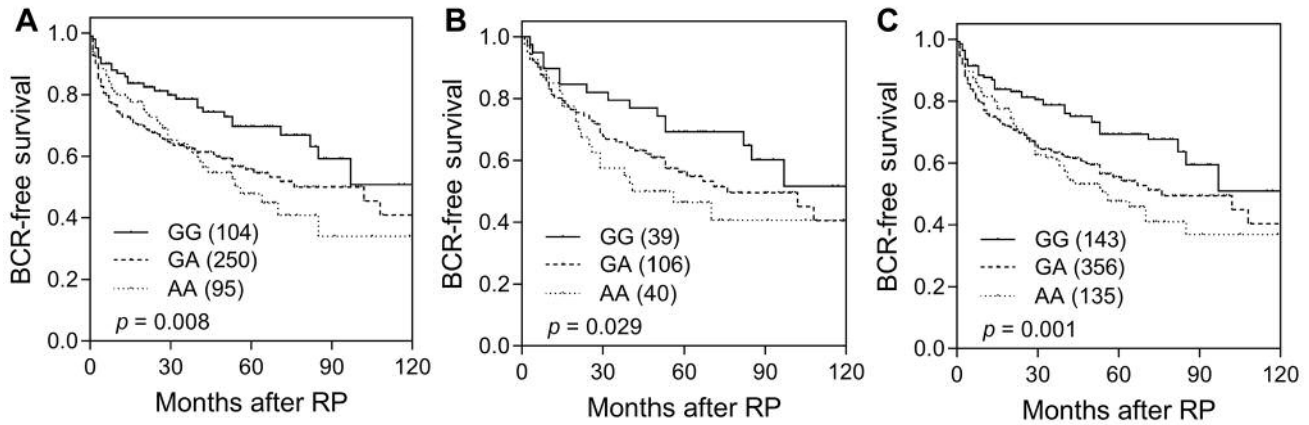 A
BCR-free survival
1.0
0.8
0.6
0.4
0.2
0.0
GG (104)
GA (250)
AA (95)
p = 0.008
0 30 60 90 120
Months after RP
B
BCR-free survival
1.0
0.8
0.6
0.4
0.2
0.0
GG (39)
GA (106)
AA (40)
p = 0.029
0 30 60 90 120
Months after RP
C
BCR-free survival
1.0
0.8
0.6
0.4
0.2
0.0
GG (143)
GA (356)
AA (135)
p = 0.001
0 30 60 90 120
Months after RP